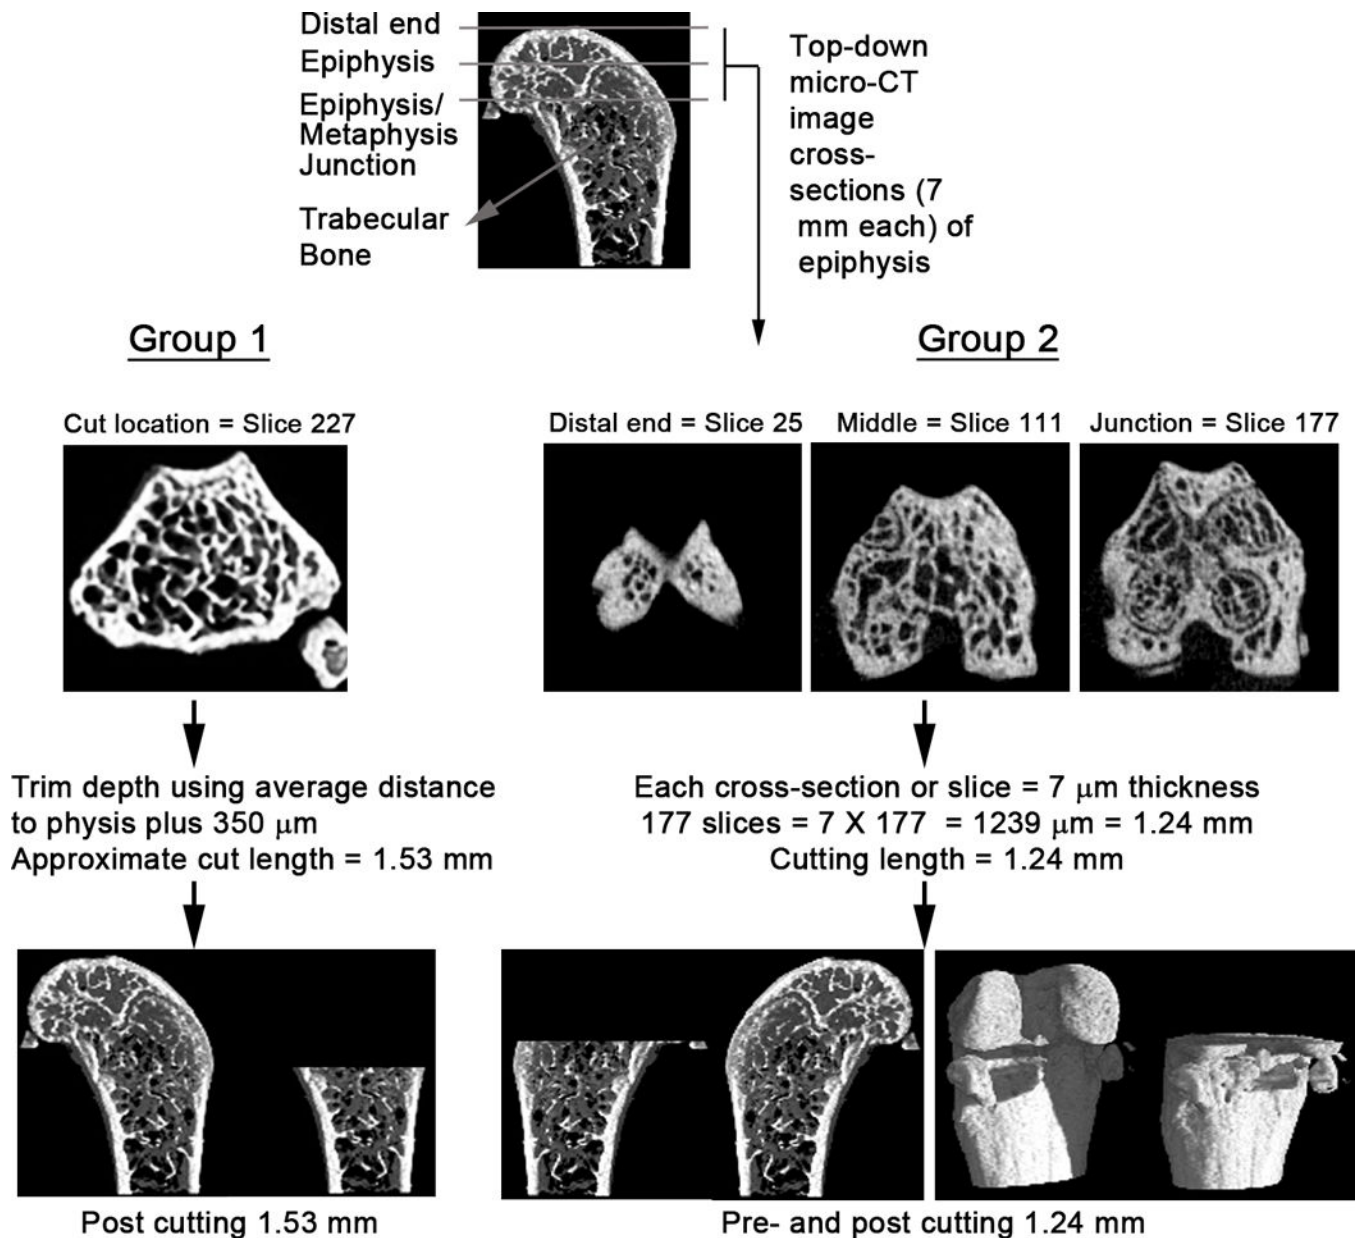 Distal end
Epiphysis
Epiphysis/
Metaphysis
Junction
Trabecular
Bone
Top-down
micro-CT
image
cross-
sections (7
mm each) of
epiphysis
Group 1
Group 2
Cut location = Slice 227
Distal end = Slice 25
Middle = Slice 111
Junction = Slice 177
Trim depth using average distance
to physis plus 350 μm
Approximate cut length = 1.53 mm
Each cross-section or slice = 7 μm thickness
177 slices = 7 X 177 = 1239 μm = 1.24 mm
Cutting length = 1.24 mm
Post cutting 1.53 mm
Pre- and post cutting 1.24 mm